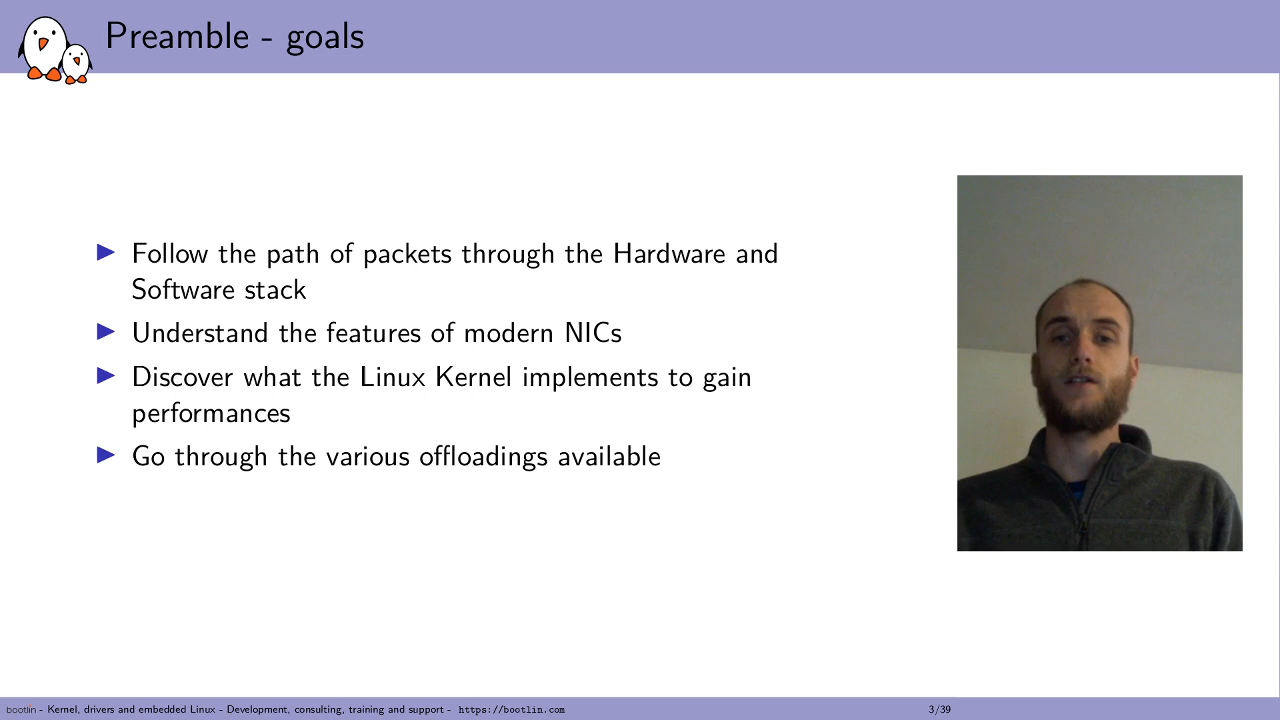 Preamble - goals
Follow the path of packets through the Hardware and
Software stack
Understand the features of modern NICs
Discover what the Linux Kernel implements to gain
performances
Go through the various offloadings available
bootlin - Kernel, drivers and embedded Linux - Development, consulting, training and support - https://bootlin.com
3/39